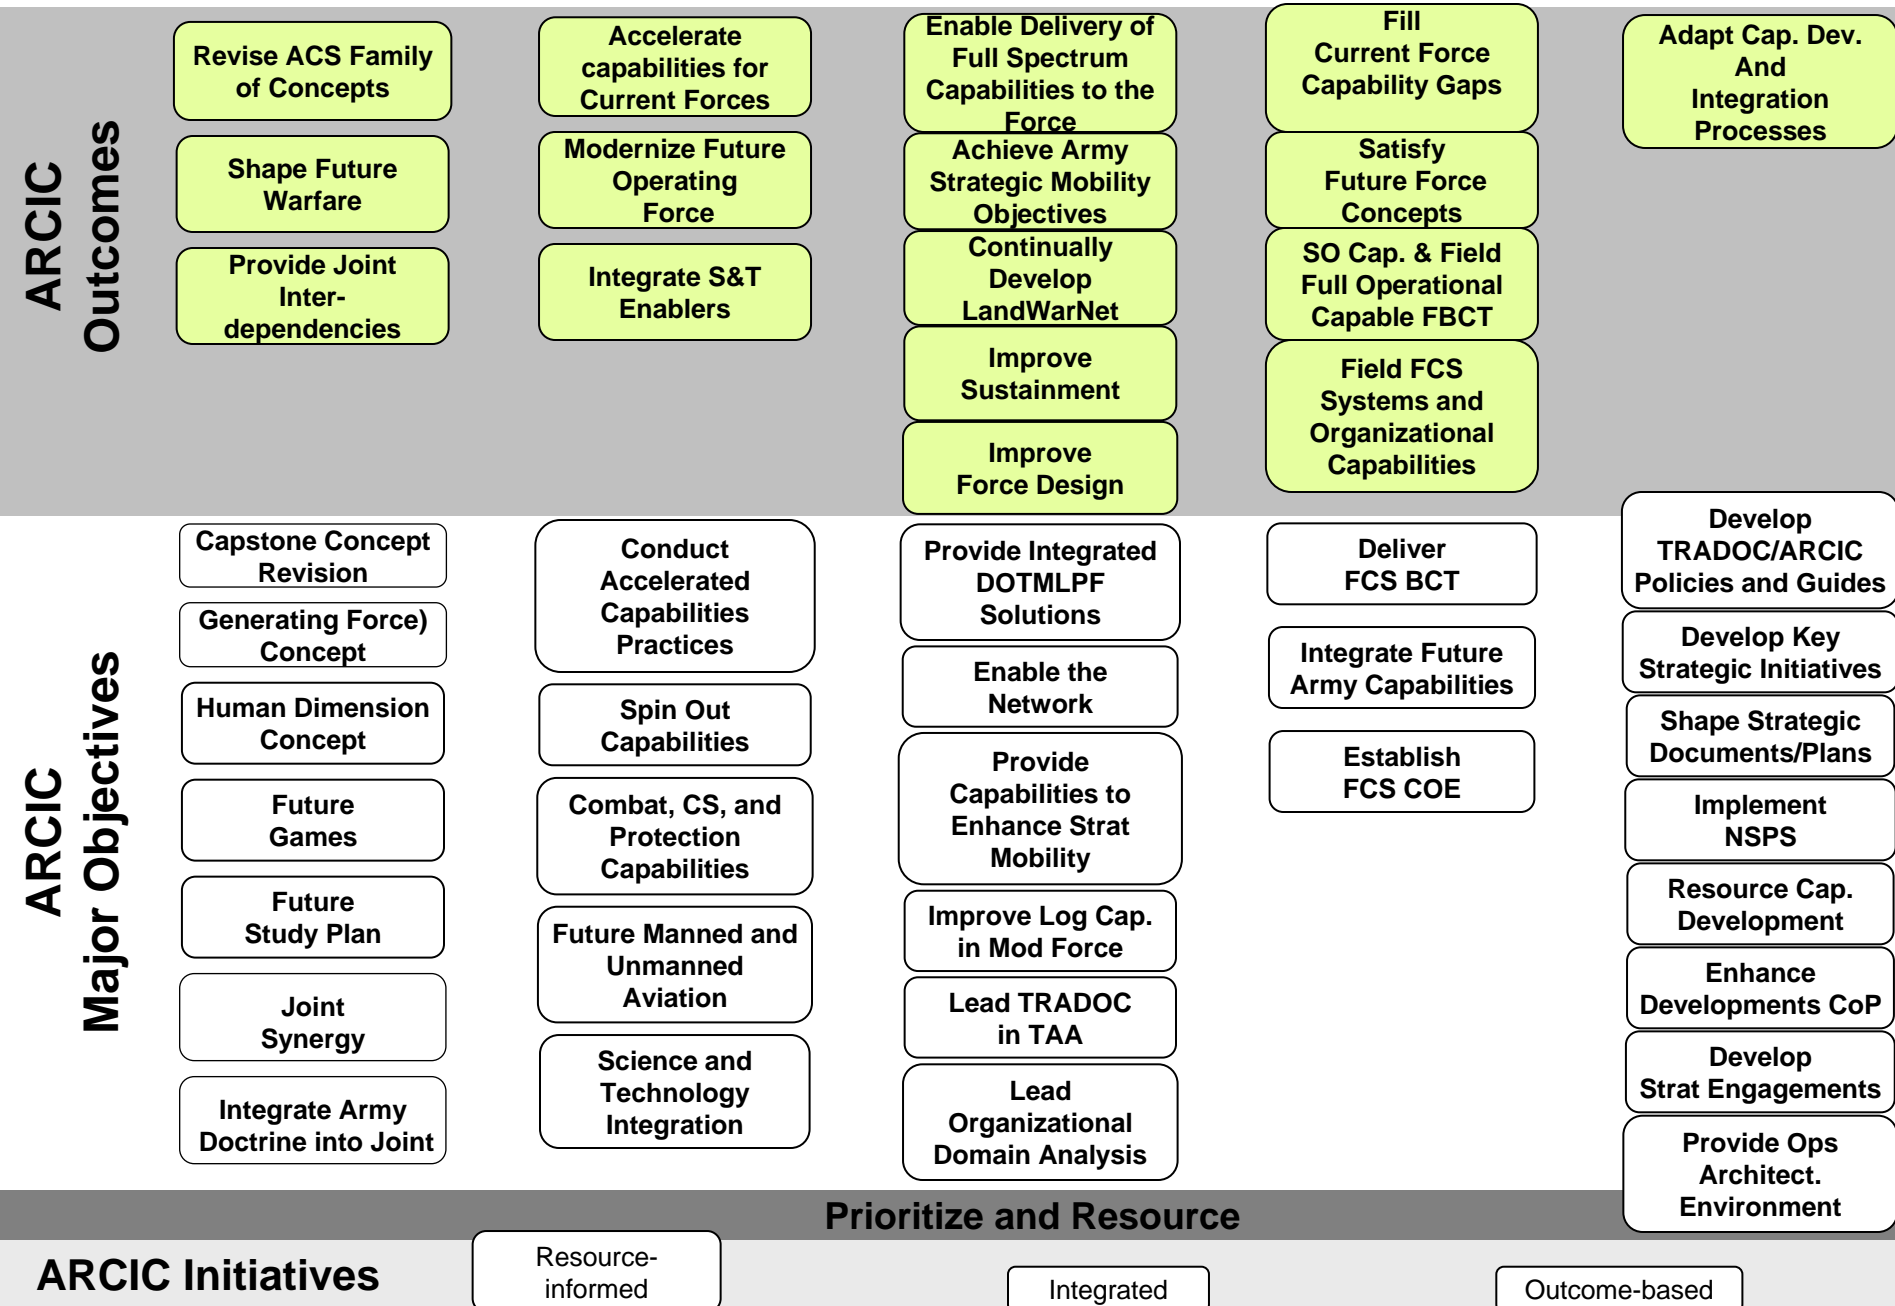 ARCIC
Outcomes
Revise ACS Family
of Concepts
Shape Future
Warfare
Provide Joint
Inter-
dependencies
Accelerate
capabilities for
Current Forces
Modernize Future
Operating
Force
Integrate S&T
Enablers
Enable Delivery of
Full Spectrum
Capabilities to the
Force
Achieve Army
Strategic Mobility
Objectives
Continually
Develop
LandWarNet
Improve
Sustainment
Improve
Force Design
Fill
Current Force
Capability Gaps
Satisfy
Future Force
Concepts
SO Cap. & Field
Full Operational
Capable FBCT
Field FCS
Systems and
Organizational
Capabilities
Adapt Cap. Dev.
And
Integration
Processes
ARCIC
Major Objectives
Capstone Concept
Revision
Generating Force)
Concept
Human Dimension
Concept
Future
Games
Future
Study Plan
Joint
Synergy
Integrate Army
Doctrine into Joint
Conduct
Accelerated
Capabilities
Practices
Spin Out
Capabilities
Combat, CS, and
Protection
Capabilities
Future Manned and
Unmanned
Aviation
Science and
Technology
Integration
Provide Integrated
DOTMLPF
Solutions
Enable the
Network
Provide
Capabilities to
Enhance Strat
Mobility
Improve Log Cap.
in Mod Force
Lead TRADOC
in TAA
Lead
Organizational
Domain Analysis
Deliver
FCS BCT
Integrate Future
Army Capabilities
Establish
FCS COE
Develop
TRADOC/ARCIC
Policies and Guides
Develop Key
Strategic Initiatives
Shape Strategic
Documents/Plans
Implement
NSPS
Resource Cap.
Development
Enhance
Developments CoP
Develop
Strat Engagements
Provide Ops
Architect.
Environment
Prioritize and Resource
ARCIC Initiatives
Resource-
informed
Integrated
Outcome-based